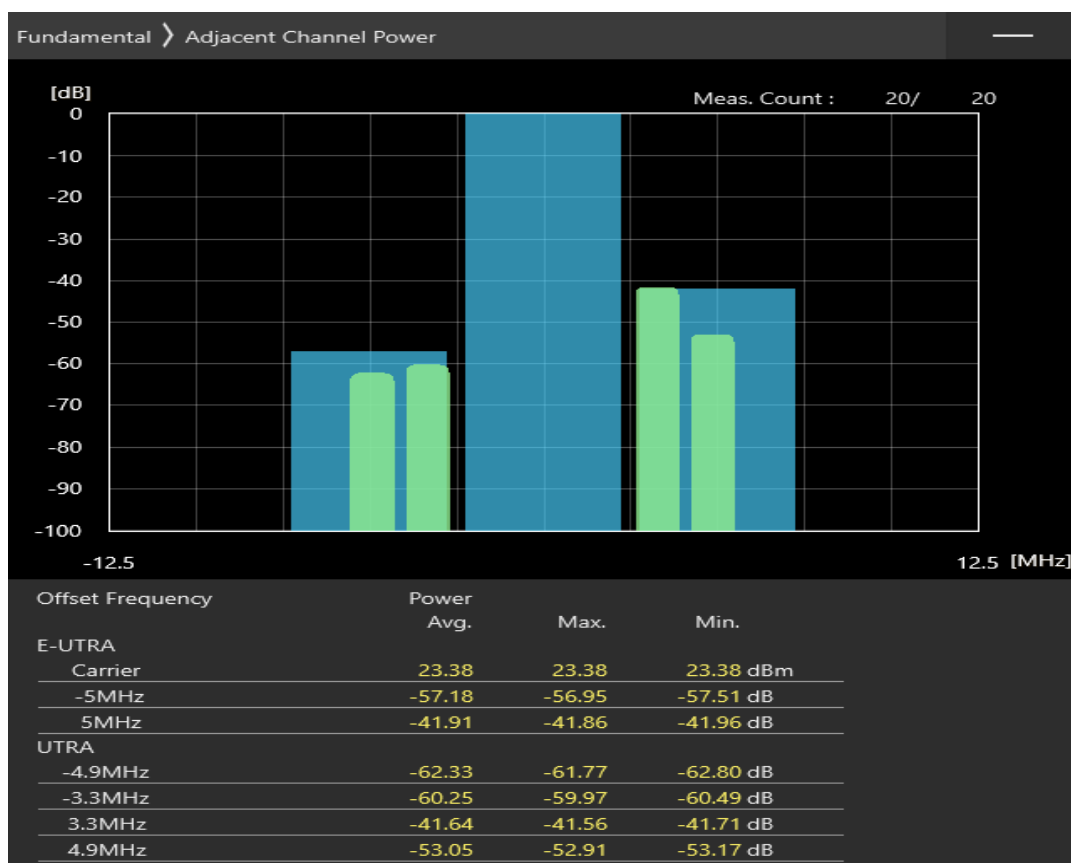 Fundamental ❯ Adjacent Channel Power
[dB]
Meas. Count : 20/ 20
0
-10
-20
-30
-40
-50
-60
-70
-80
-90
-100
-12.5 12.5 [MHz]
Offset Frequency Power
Avg. Max. Min.
E-UTRA
Carrier 23.38 23.38 23.38 dBm
-5MHz -57.18 -56.95 -57.51 dB
5MHz -41.91 -41.86 -41.96 dB
UTRA
-4.9MHz -62.33 -61.77 -62.80 dB
-3.3MHz -60.25 -59.97 -60.49 dB
3.3MHz -41.64 -41.56 -41.71 dB
4.9MHz -53.05 -52.91 -53.17 dB